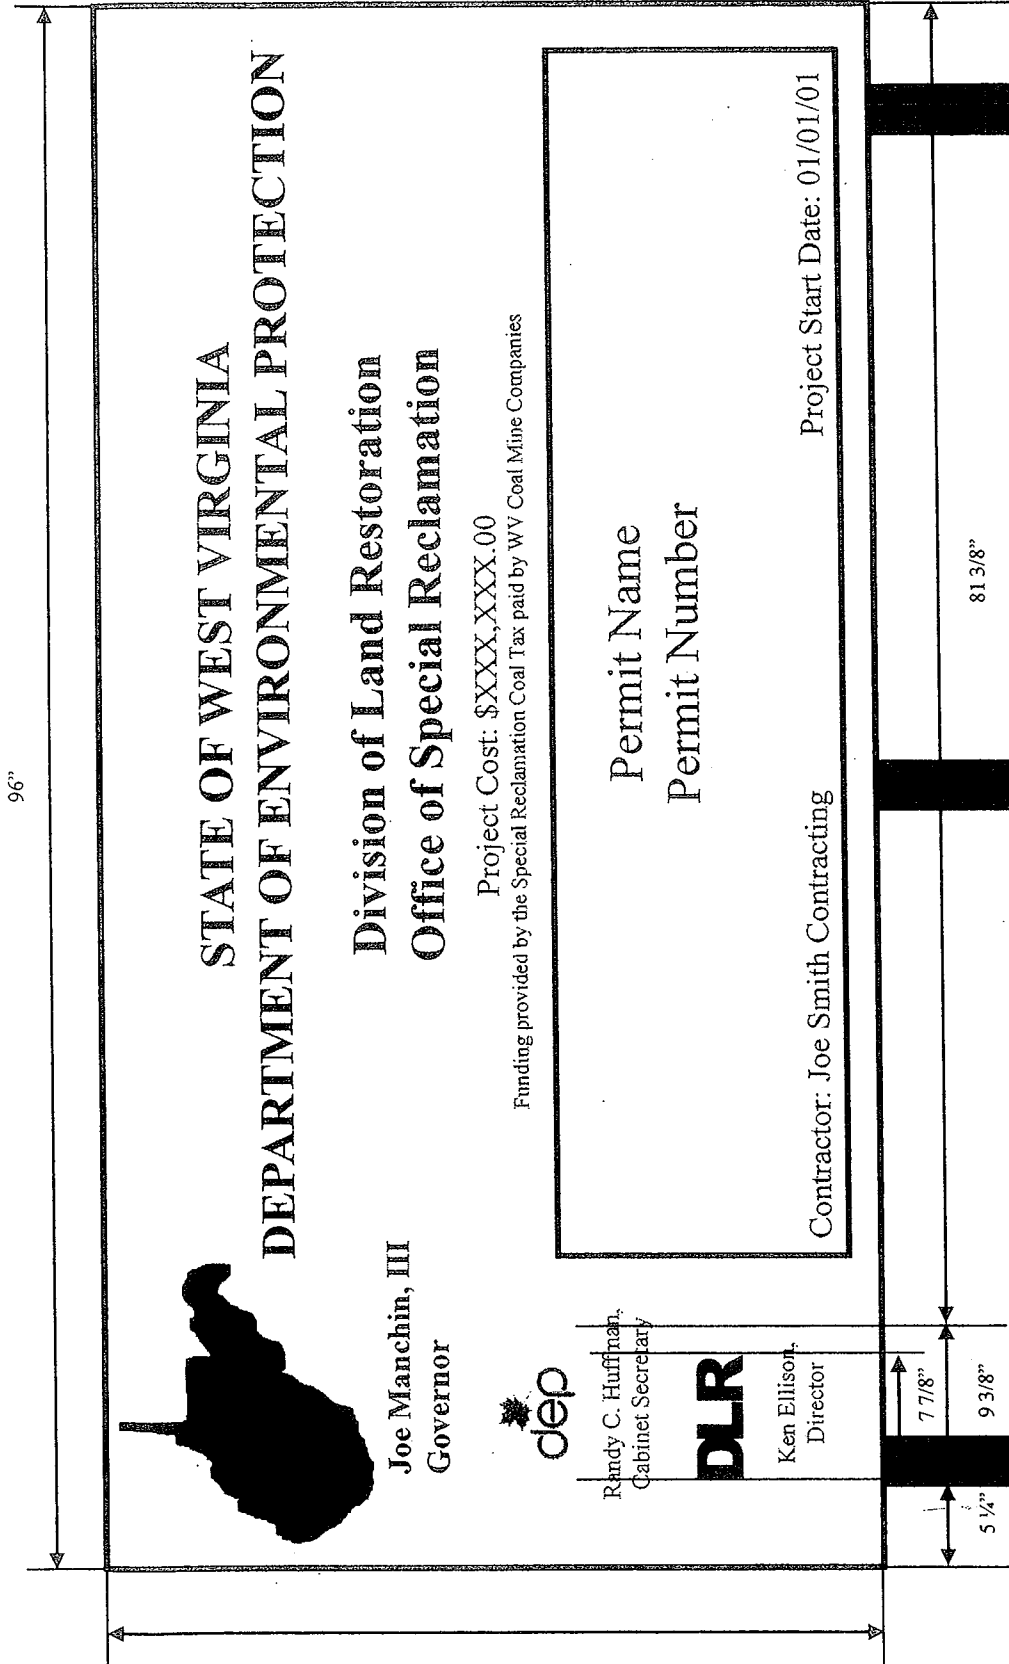 96”
STATE OF WEST VIRGINIA
DEPARTMENT OF ENVIRONMENTAL PROTECTION
Division of Land Restoration
Office of Special Reclamation
Project Cost: $XXX,XXX.00
Funding provided by the Special Reclamation Coal Tax paid by WV Coal Mine Companies
Joe Manchin, III
Governor
dep
Randy C. Huffman,
Cabinet Secretary
DLR
Ken Ellison,
Director
Permit Name
Permit Number
Contractor: Joe Smith Contracting
Project Start Date: 01/01/01
7 7/8”
5 ¼”
9 3/8”
81 3/8”